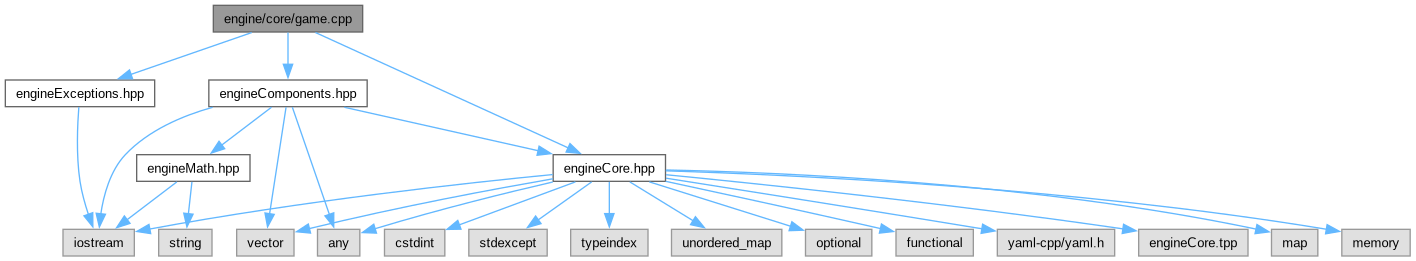 engine/core/game.cpp
engineExceptions.hpp
engineComponents.hpp
engineMath.hpp
engineCore.hpp
iostream
string
vector
any
cstdint
stdexcept
typeindex
unordered_map
optional
functional
yaml-cpp/yaml.h
engineCore.tpp
map
memory